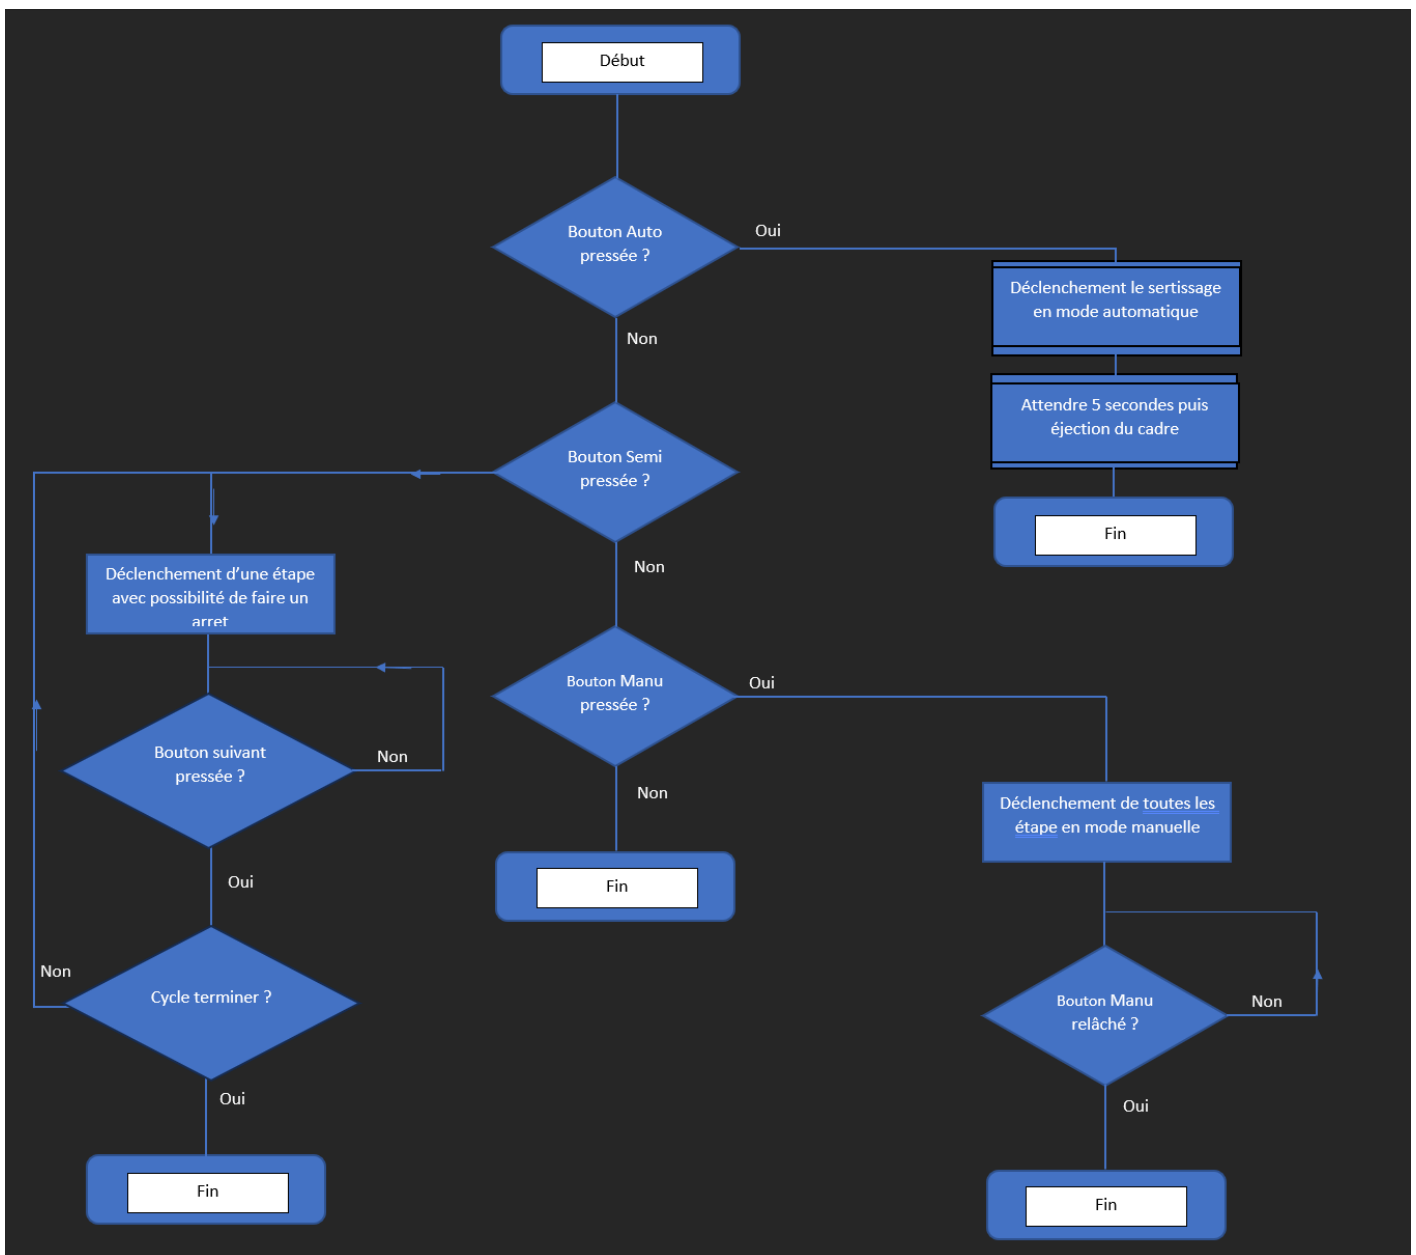 Début
Bouton Auto
pressée ?
Oui
Déclenchement le sertissage
en mode automatique
Non
Attendre 5 secondes puis
éjection du cadre
Bouton Semi
pressée ?
Fin
Non
Déclenchement d’une étape
avec possibilité de faire un
arret
Bouton Manu
pressée ?
Oui
Bouton suivant
pressée ?
Non
Non
Déclenchement de toutes les
étape en mode manuelle
Oui
Fin
Non
Cycle terminer ?
Bouton Manu
relâché ?
Non
Oui
Oui
Fin
Fin